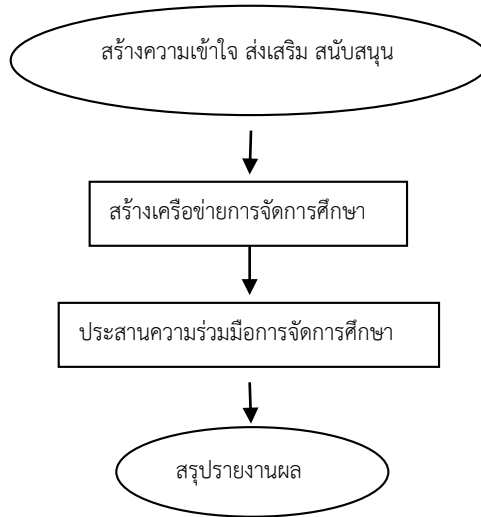 สร้างความเข้าใจ ส่งเสริม สนับสนุน
สร้างเครือข่ายการจัดการศึกษา
ประสานความร่วมมือการจัดการศึกษา
สรุปรายงานผล